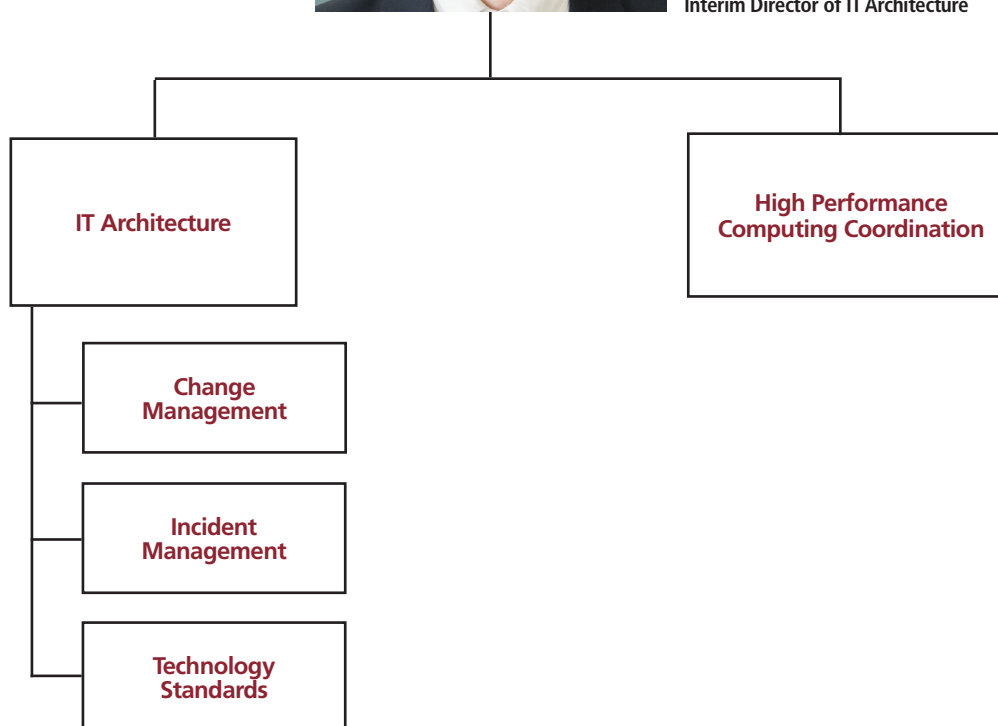 Interim Director of IT Architecture
IT Architecture
High Performance
Computing Coordination
Change
Management
Incident
Management
Technology
Standards